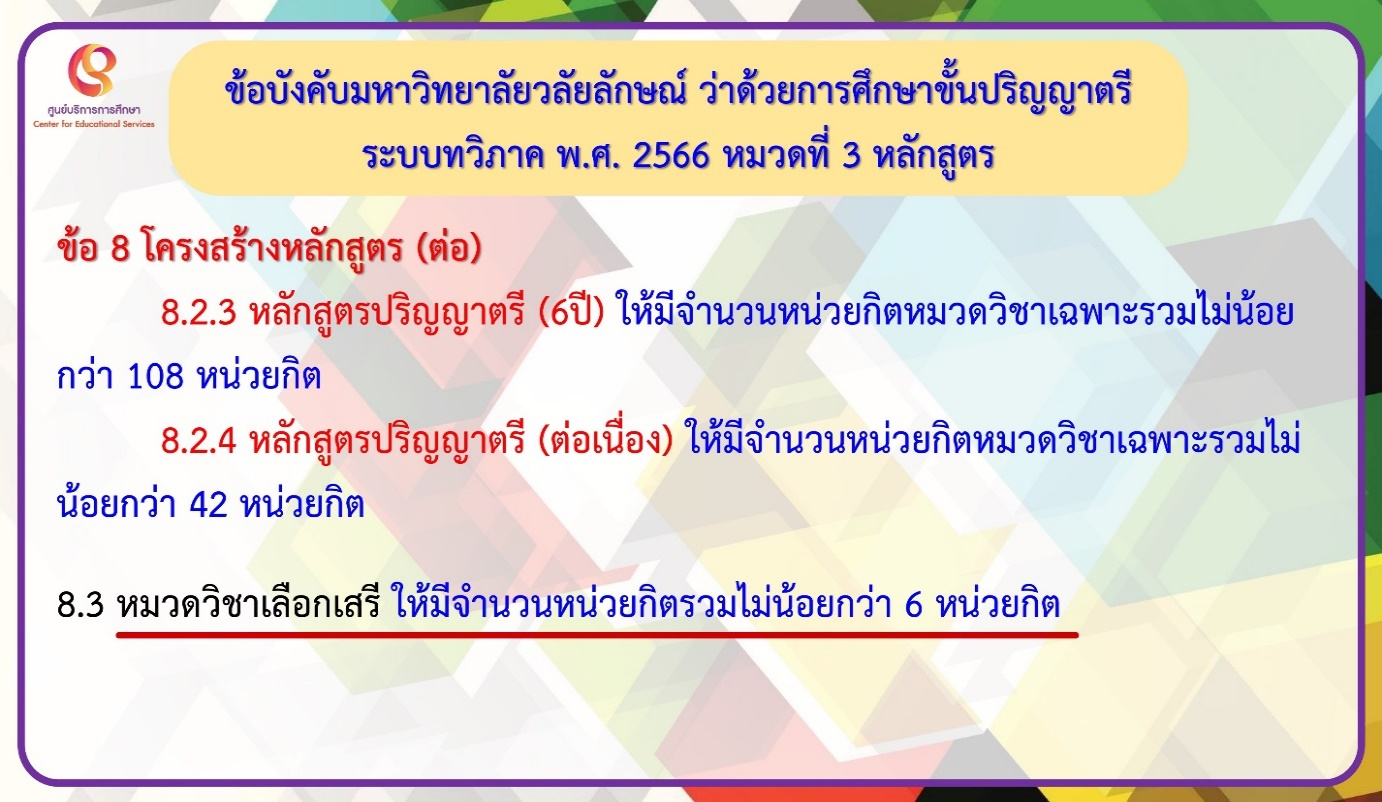 ศูนย์บริการการศึกษา
Center for Educational Services
ข้อบังคับมหาวิทยาลัยวลัยลักษณ์ ว่าด้วยการศึกษาขั้นปริญญาตรี
ระบบทวิภาค พ.ศ. 2566 หมวดที่ 3 หลักสูตร
ข้อ 8 โครงสร้างหลักสูตร (ต่อ)
8.2.3 หลักสูตรปริญญาตรี (6ปี) ให้มีจำนวนหน่วยกิตหมวดวิชาเฉพาะรวมไม่น้อย
กว่า 108 หน่วยกิต
8.2.4 หลักสูตรปริญญาตรี (ต่อเนื่อง) ให้มีจำนวนหน่วยกิตหมวดวิชาเฉพาะรวมไม่
น้อยกว่า 42 หน่วยกิต
8.3 หมวดวิชาเลือกเสรี ให้มีจำนวนหน่วยกิตรวมไม่น้อยกว่า 6 หน่วยกิต